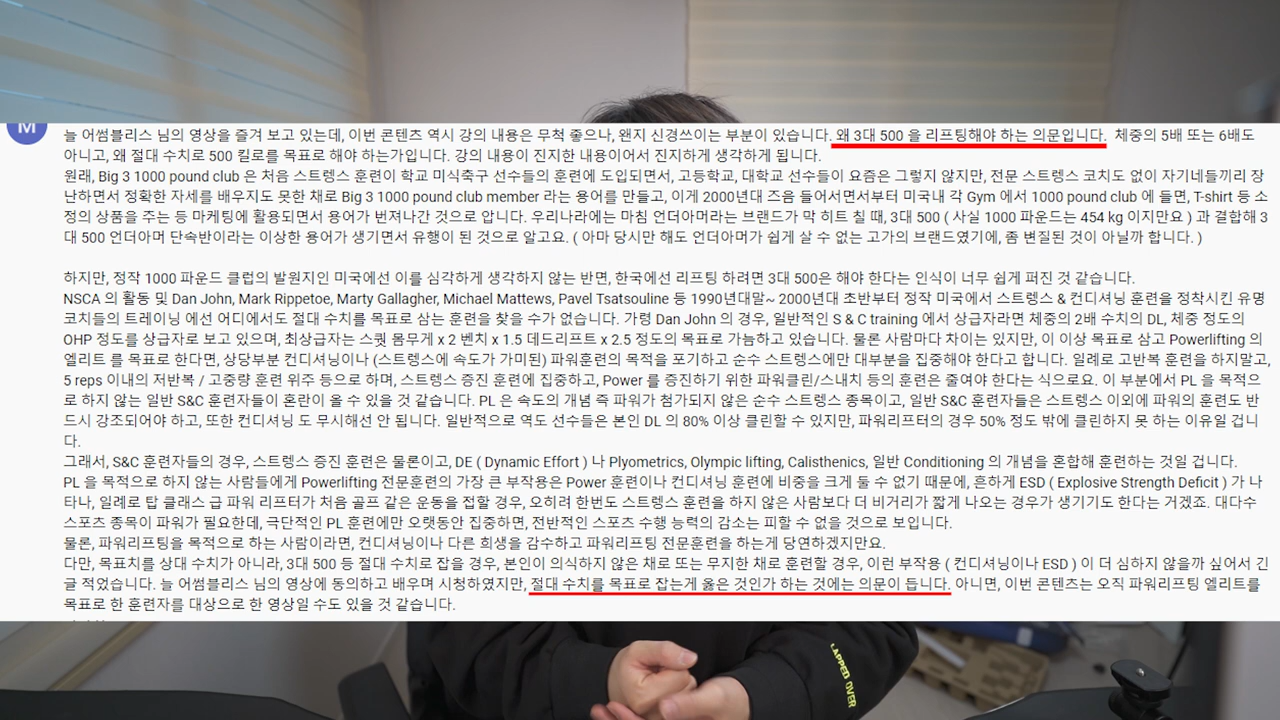 M
늘 어썸블리스 님의 영상을 즐겨 보고 있는데, 이번 콘텐츠 역시 강의 내용은 무척 좋으나, 왠지 신경쓰이는 부분이 있습니다. 왜 3대 500 을 리프팅해야 하는 의문입니다.  체중의 5배 또는 6배도
아니고, 왜 절대 수치로 500 킬로를 목표로 해야 하는가입니다. 강의 내용이 진지한 내용이어서 진지하게 생각하게 됩니다.
원래, Big 3 1000 pound club 은 처음 스트렝스 훈련이 학교 미식축구 선수들의 훈련에 도입되면서, 고등학교, 대학교 선수들이 요즘은 그렇지 않지만, 전문 스트렝스 코치도 없이 자기네들끼리 장
난하면서 정확한 자세를 배우지도 못한 채로 Big 3 1000 pound club member 라는 용어를 만들고, 이게 2000년대 즈음 들어서면서부터 미국내 각 Gym 에서 1000 pound club 에 들면, T-shirt 등 소
정의 상품을 주는 등 마케팅에 활용되면서 용어가 번져나간 것으로 압니다. 우리나라에는 마침 언더아머라는 브랜드가 막 히트 칠 때, 3대 500 ( 사실 1000 파운드는 454 kg 이지만요 ) 과 결합해 3
대 500 언더아머 단속반이라는 이상한 용어가 생기면서 유행이 된 것으로 알고요. ( 아마 당시만 해도 언더아머가 쉽게 살 수 없는 고가의 브랜드였기에, 좀 변질된 것이 아닐까 합니다. )
하지만, 정작 1000 파운드 클럽의 발원지인 미국에선 이를 심각하게 생각하지 않는 반면, 한국에선 리프팅 하려면 3대 500은 해야 한다는 인식이 너무 쉽게 퍼진 것 같습니다.
NSCA 의 활동 및 Dan John, Mark Rippetoe, Marty Gallagher, Michael Mattews, Pavel Tsatsouline 등 1990년대말~ 2000년대 초반부터 정작 미국에서 스트렝스 & 컨디셔닝 훈련을 정착시킨 유명
코치들의 트레이닝 에선 어디에서도 절대 수치를 목표로 삼는 훈련을 찾을 수가 없습니다. 가령 Dan John 의 경우, 일반적인 S & C training 에서 상급자라면 체중의 2배 수치의 DL, 체중 정도의
OHP 정도를 상급자로 보고 있으며, 최상급자는 스쾃 몸무게 x 2 벤치 x 1.5 데드리프트 x 2.5 정도의 목표로 가늠하고 있습니다. 물론 사람마다 차이는 있지만, 이 이상 목표로 삼고 Powerlifting 의
엘리트 를 목표로 한다면, 상당부분 컨디셔닝이나 (스트렝스에 속도가 가미된) 파워훈련의 목적을 포기하고 순수 스트렝스에만 대부분을 집중해야 한다고 합니다. 일례로 고반복 훈련을 하지말고,
5 reps 이내의 저반복 / 고중량 훈련 위주 등으로 하며, 스트렝스 증진 훈련에 집중하고, Power 를 증진하기 위한 파워클린/스내치 등의 훈련은 줄여야 한다는 식으로요. 이 부분에서 PL 을 목적으
로 하지 않는 일반 S&C 훈련자들이 혼란이 올 수 있을 것 같습니다. PL 은 속도의 개념 즉 파워가 첨가되지 않은 순수 스트렝스 종목이고, 일반 S&C 훈련자들은 스트렝스 이외에 파워의 훈련도 반
드시 강조되어야 하고, 또한 컨디셔닝 도 무시해선 안 됩니다. 일반적으로 역도 선수들은 본인 DL 의 80% 이상 클린할 수 있지만, 파워리프터의 경우 50% 정도 밖에 클린하지 못 하는 이유일 겁니
다.
그래서, S&C 훈련자들의 경우, 스트렝스 증진 훈련은 물론이고, DE ( Dynamic Effort ) 나 Plyometrics, Olympic lifting, Calisthenics, 일반 Conditioning 의 개념을 혼합해 훈련하는 것일 겁니다.
PL 을 목적으로 하지 않는 사람들에게 Powerlifting 전문훈련의 가장 큰 부작용은 Power 훈련이나 컨디셔닝 훈련에 비중을 크게 둘 수 없기 때문에, 흔하게 ESD ( Explosive Strength Deficit ) 가 나
타나, 일례로 탑 클래스 급 파워 리프터가 처음 골프 같은 운동을 접할 경우, 오히려 한번도 스트렝스 훈련을 하지 않은 사람보다 더 비거리가 짧게 나오는 경우가 생기기도 한다는 거겠죠. 대다수
스포츠 종목이 파워가 필요한데, 극단적인 PL 훈련에만 오랫동안 집중하면, 전반적인 스포츠 수행 능력의 감소는 피할 수 없을 것으로 보입니다.
물론, 파워리프팅을 목적으로 하는 사람이라면, 컨디셔닝이나 다른 희생을 감수하고 파워리프팅 전문훈련을 하는게 당연하겠지만요.
다만, 목표치를 상대 수치가 아니라, 3대 500 등 절대 수치로 잡을 경우, 본인이 의식하지 않은 채로 또는 무지한 채로 훈련할 경우, 이런 부작용 ( 컨디셔닝이나 ESD ) 이 더 심하지 않을까 싶어서 긴
글 적었습니다. 늘 어썸블리스 님의 영상에 동의하고 배우며 시청하였지만, 절대 수치를 목표로 잡는게 옳은 것인가 하는 것에는 의문이 듭니다. 아니면, 이번 콘텐츠는 오직 파워리프팅 엘리트를
목표로 한 훈련자를 대상으로 한 영상일 수도 있을 것 같습니다.
LAPPED OVER